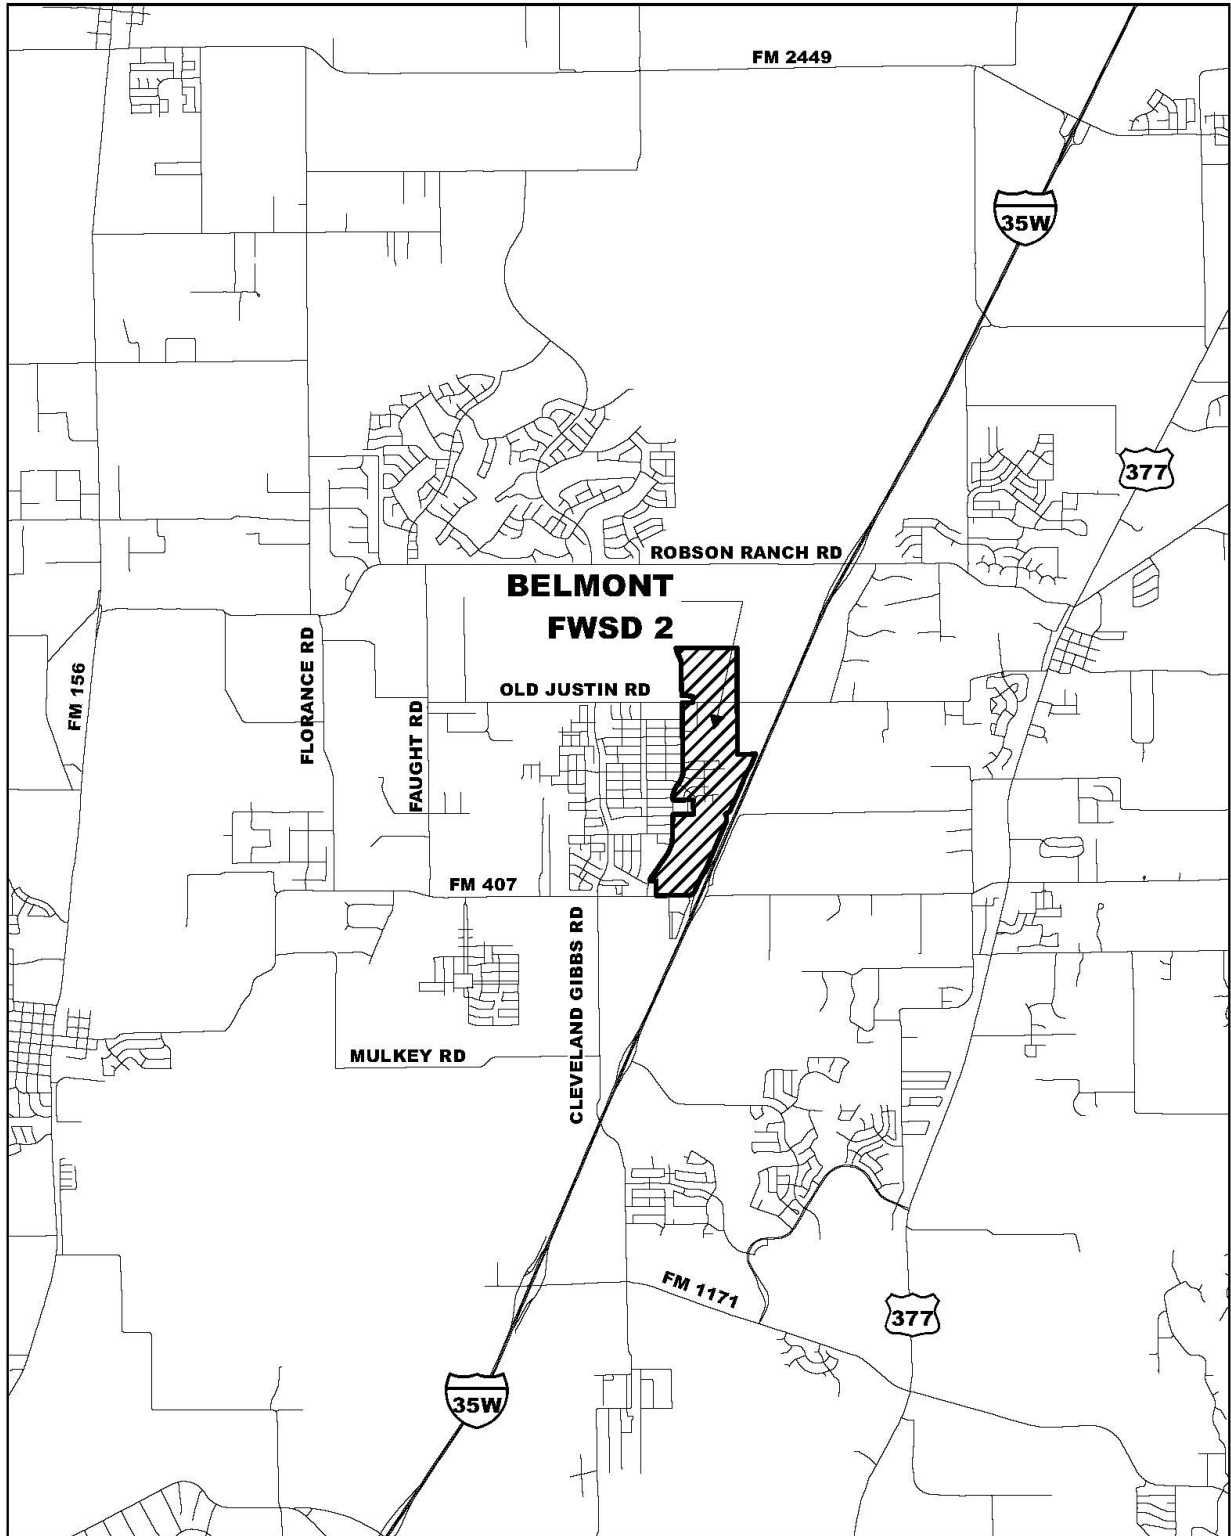 FM 2449
35W
377
ROBSON RANCH RD
BELMONT
FWSD 2
FLORANCE RD
FM 156
OLD JUSTIN RD
FAUGHT RD
FM 407
CLEVELAND GIBBS RD
MULKEY RD
FM 1171
377
35W